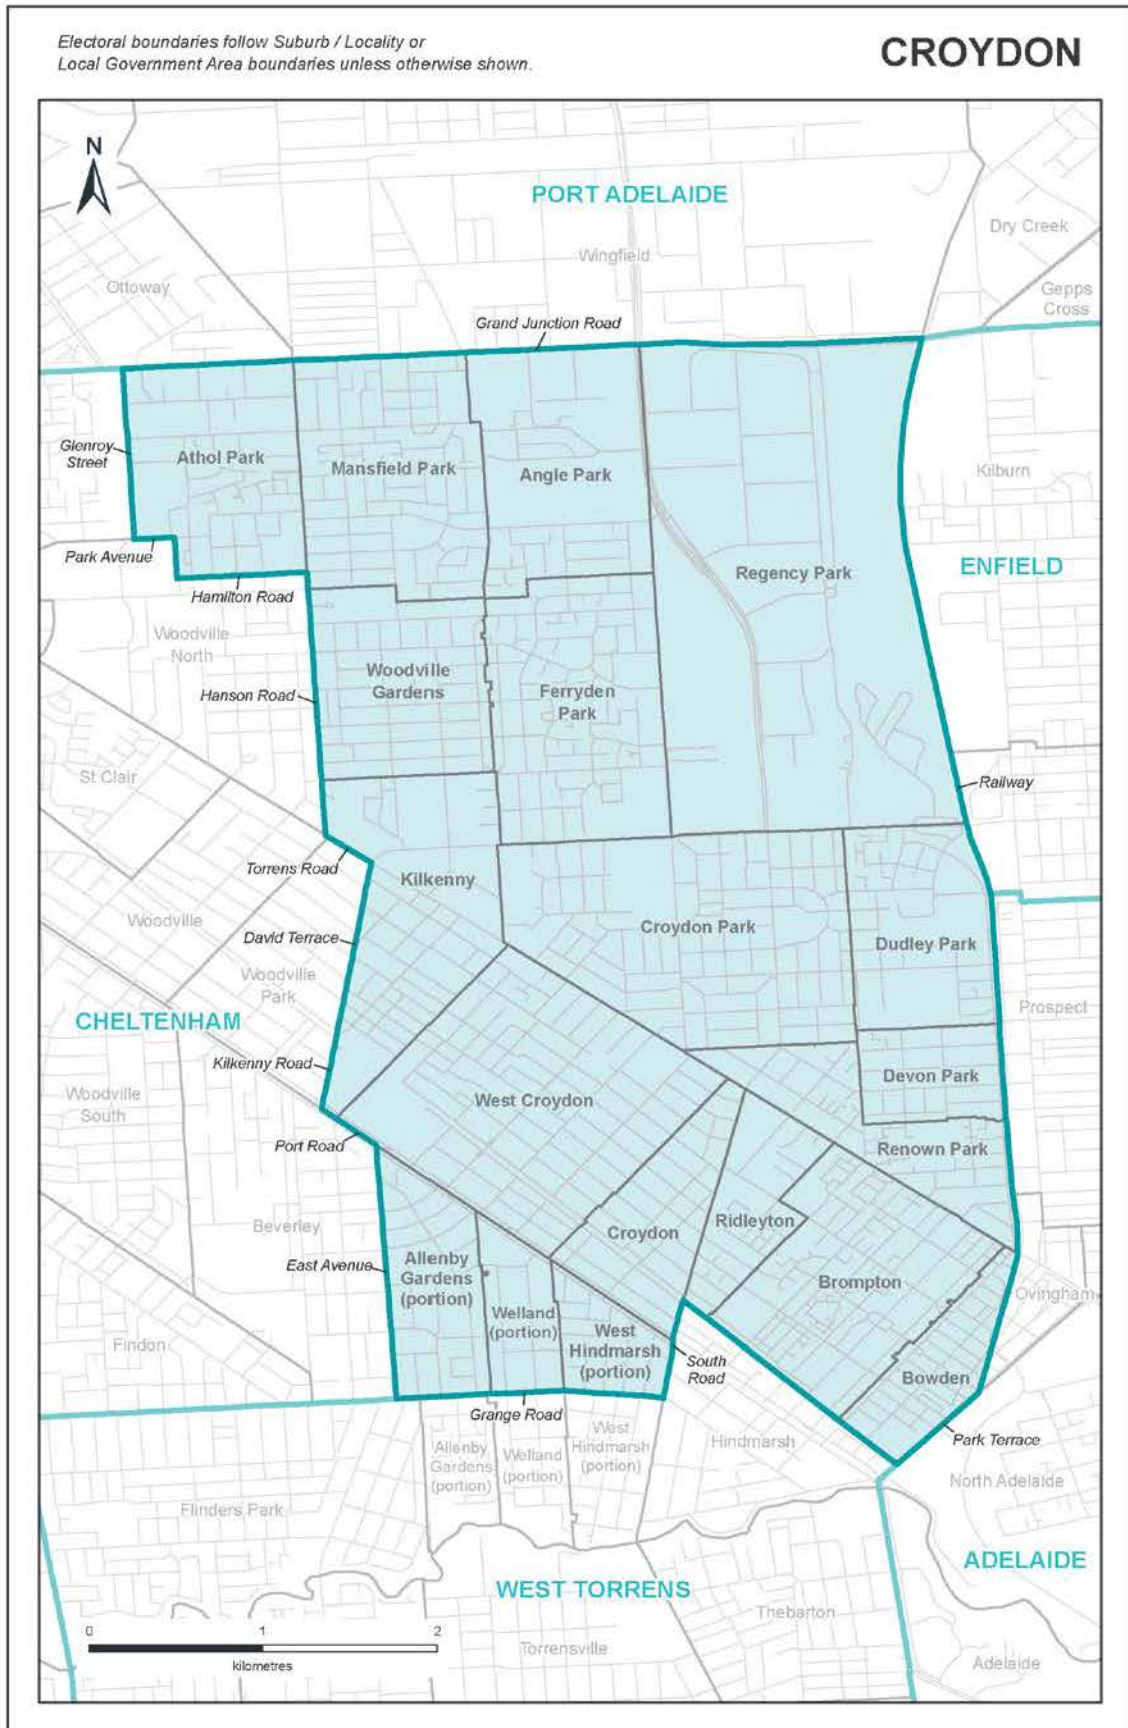 Electoral boundaries follow Suburb / Locality or
Local Government Area boundaries unless otherwise shown.
CROYDON
N
PORT ADELAIDE
Dry Creek
Wingfield
Ottoway
Gepps
Cross
Grand Junction Road
Glenroy
Street
Athol Park
Mansfield Park
Angle Park
Kilburn
Park Avenue
Regency Park
ENFIELD
Hamilton Road
Woodville
North
Woodville
Gardens
Hanson Road
Ferryden
Park
St Clair
Railway
Torrens Road
Kilkenny
Woodville
Croydon Park
David Terrace
Dudley Park
Woodville
Park
CHELTENHAM
Prospect
Kilkenny Road
Devon Park
Woodville
South
West Croydon
Port Road
Renown Park
Beverley
Croydon
Ridleyton
East Avenue
Allenby
Gardens
(portion)
Brompton
Ovingham
Welland
(portion)
West
Hindmarsh
(portion)
Findon
South
Road
Bowden
Grange Road
Park Terrace
Allenby
Gardens
(portion)
Welland
(portion)
West
Hindmarsh
(portion)
Hindmarsh
North Adelaide
Flinders Park
ADELAIDE
WEST TORRENS
Thebarton
0 1 2
kilometres
Torrensville
Adelaide